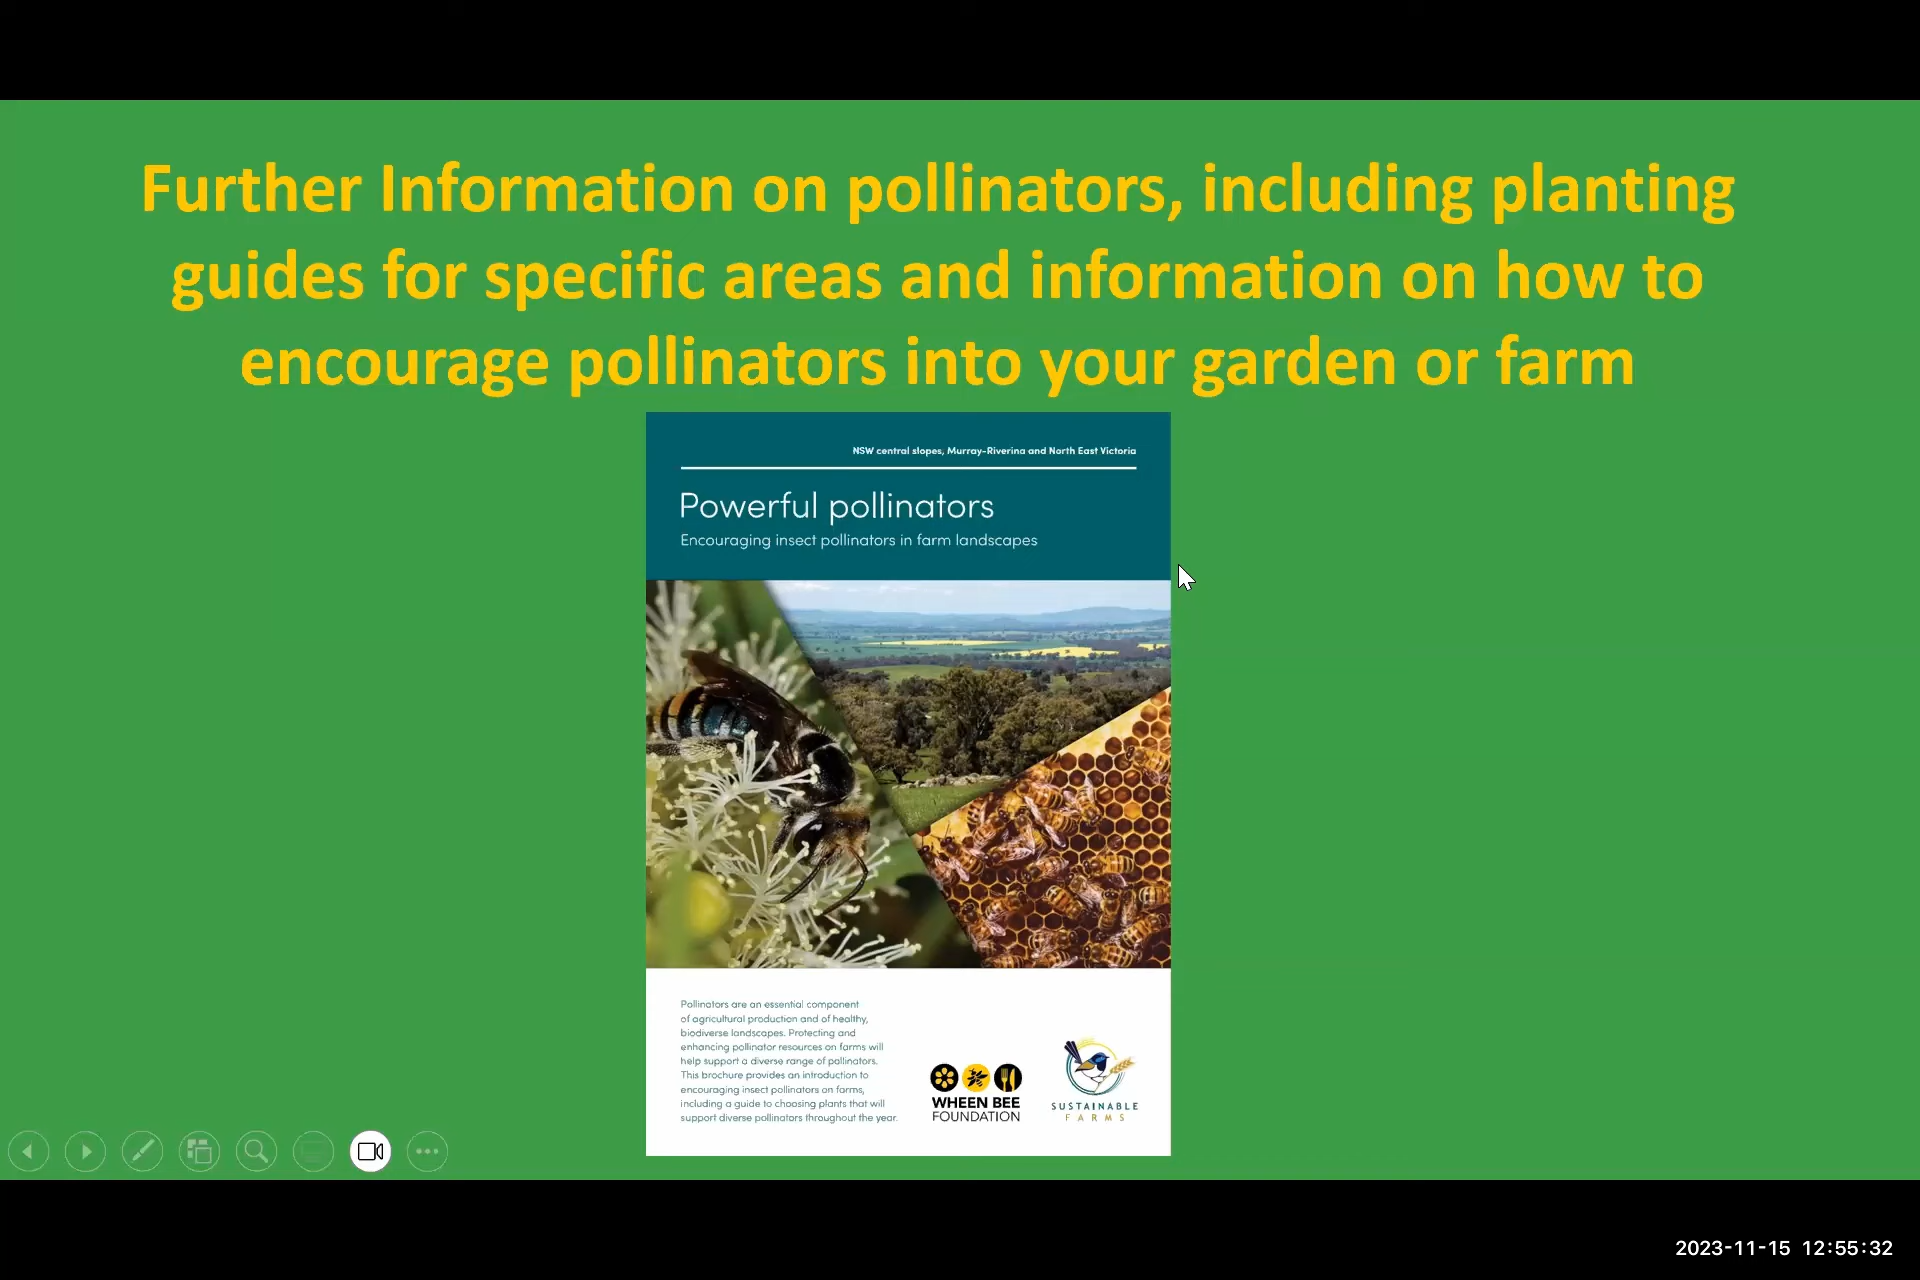 Further Information on pollinators, including planting
guides for specific areas and information on how to
encourage pollinators into your garden or farm
NSW central slopes, Murray-Riverina and North East Victoria
Powerful pollinators
Encouraging insect pollinators in farm landscapes
Pollinators are an essential component
of agricultural production and of healthy,
biodiverse landscapes. Protecting and
enhancing pollinator resources on farms will
help support a diverse range of pollinators.
This brochure provides an introduction to
encouraging insect pollinators on farms,
including a guide to choosing plants that will
support diverse pollinators throughout the year.
WHEEN BEE
FOUNDATION
SUSTAINABLE
FARMS
2023-11-15 12:55:32